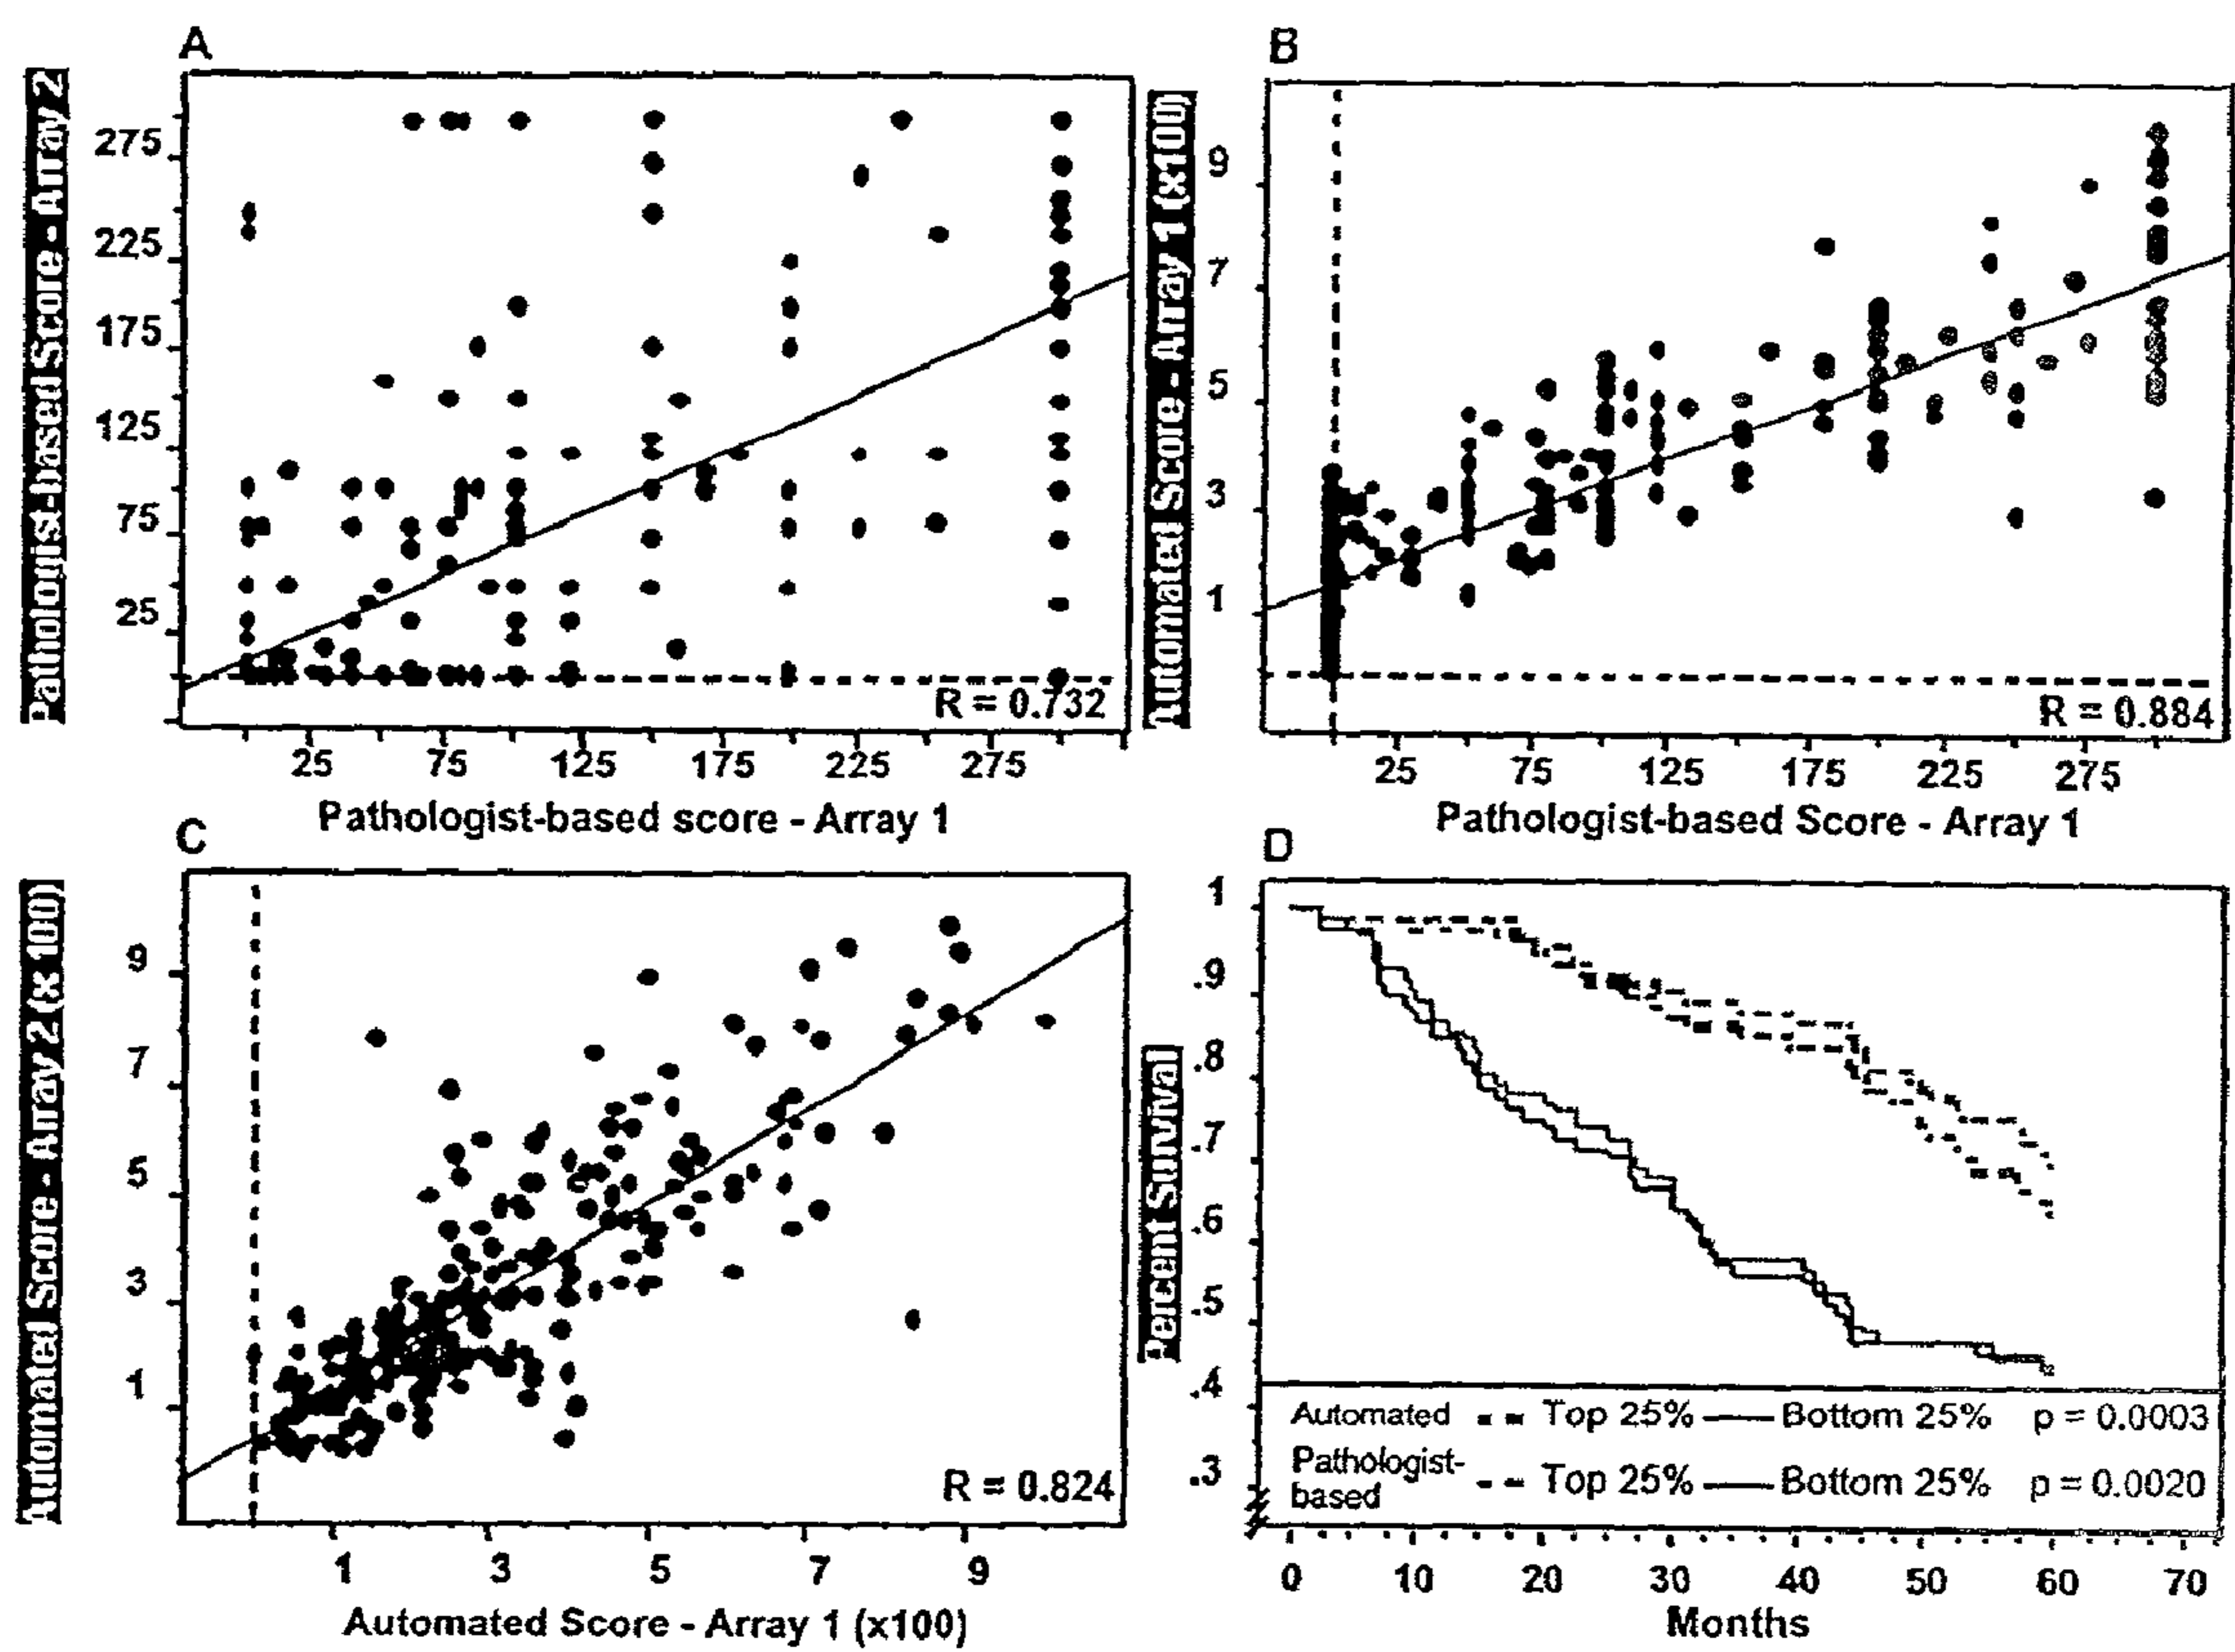 A
Pathologist-based Score - Array 2
275
225
175
125
75
25
R = 0.732
25 75 125 175 225 275
Pathologist-based score - Array 1
B
Automated Score - Array 1 (x100)
9
7
5
3
1
R = 0.884
25 75 125 175 225 275
Pathologist-based Score - Array 1
C
Automated Score - Array 2 (x 100)
9
7
5
3
1
R = 0.824
1 3 5 7 9
Automated Score - Array 1 (x100)
D
Percent Survival
1
.9
.8
.7
.6
.5
.4
.3
Automated Top 25% Bottom 25% p = 0.0003
Pathologist-
based Top 25% Bottom 25% p = 0.0020
0 10 20 30 40 50 60 70
Months